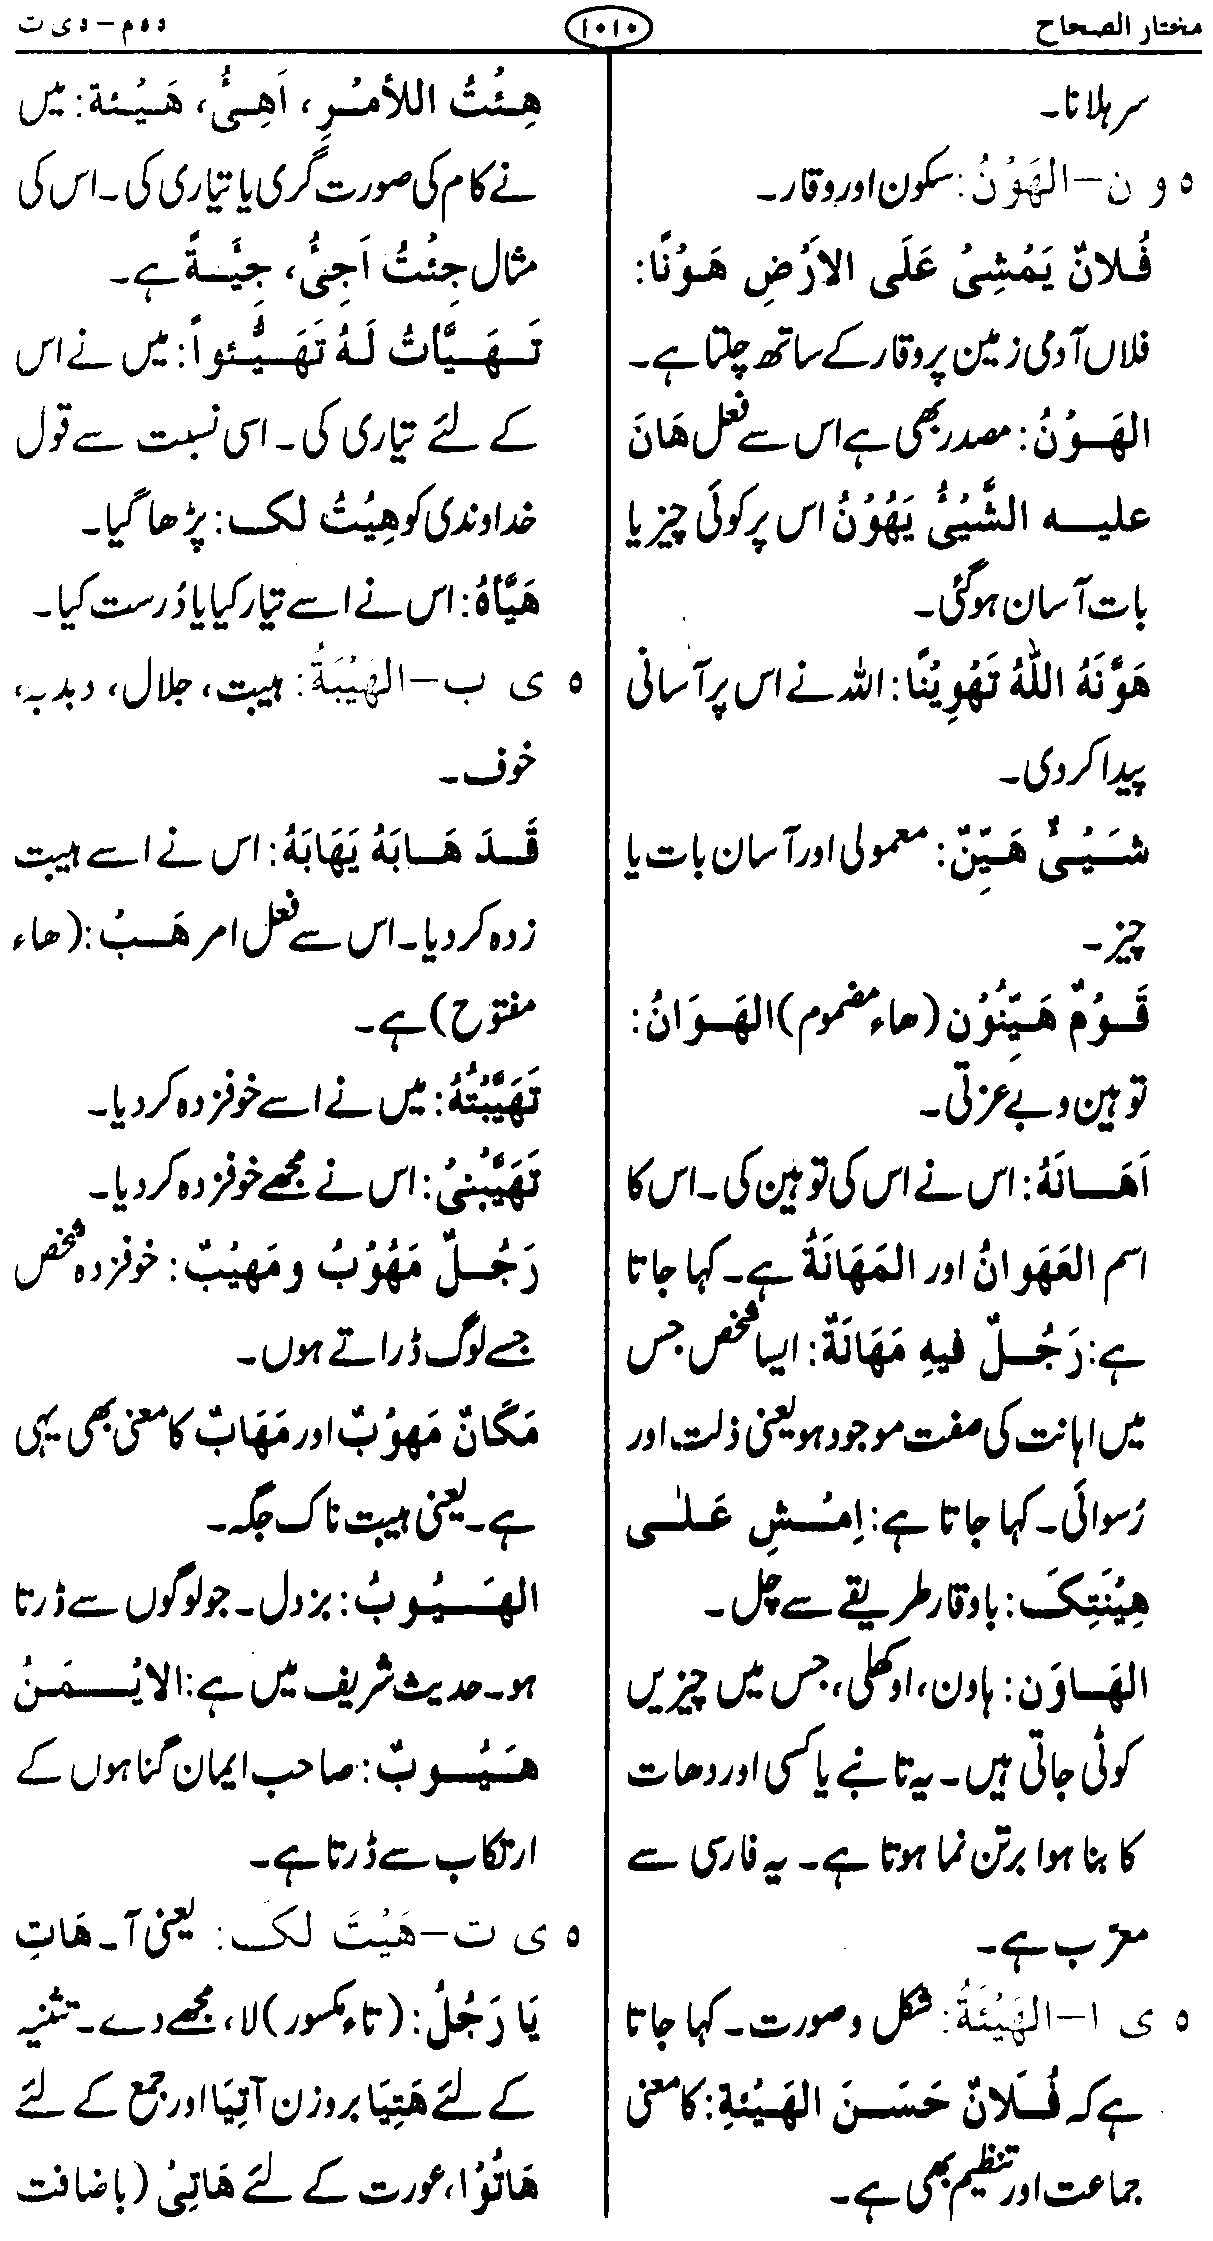 مختار الصحاح
۱۰۱۰
ہ و م – ہ ی ت
سر ہلانا۔
ہ و ن – الھَوْنُ: سکون اور وقار۔
فُلانٌ یَمْشِیْ عَلَی الاَرْضِ ھَوْنًا:
فلاں آدمی زمین پر وقار کے ساتھ چلتا ہے۔
الھَوْنُ: مصدر بھی ہے اس سے فعل ھَانَ
علیہ الشَّیْئُ یَھُوْنُ اس پر کوئی چیز یا
بات آسان ہوگئی۔
ھَوَّنَهُ اللّٰهُ تَھْوِیْنًا: اللہ نے اس پر آسانی
پیدا کر دی۔
شَیْیٌٔ ھَیِّنٌ: معمولی اور آسان بات یا
چیز۔
قَوْمٌ ھَیِّنُوْن (ھاء مضموم) الھَوَانُ:
توہین و بے عزتی۔
اَھَانَهُ: اس نے اس کی توہین کی۔ اس کا
اسم العَھَوانُ اور المَھَانَةُ ہے۔ کہا جاتا
ہے: رَجُلٌ فیهِ مَھَانَةٌ: ایسا شخص جس
میں اہانت کی صفت موجود ہو یعنی ذلت اور
رُسوائی۔ کہا جاتا ہے: اِمْشِ عَلٰی
ھِیْنَتِکَ: باوقار طریقے سے چل۔
الھَاوَن: ہاون، اوکھلی، جس میں چیزیں
کوٹی جاتی ہیں۔ یہ تانبے یا کسی اور دھات
کا بنا ہوا برتن نما ہوتا ہے۔ یہ فارسی سے
معرّب ہے۔
ہ ی ا – الھَیْئَةُ: شکل و صورت۔ کہا جاتا
ہے کہ فُلَانٌ حَسَنَ الھَیْئةِ: کا معنی
جماعت اور تنظیم بھی ہے۔
ھِئْتُ اللأمْرِ، اَھِیُٔ، ھَیْئة: میں
نے کام کی صورت گری یا تیاری کی۔ اس کی
مثال جِئْتُ اَجِیُٔ، جِیْأَةً ہے۔
تَھَیَّأتُ لَهُ تَھَیُّئواً: میں نے اس
کے لئے تیاری کی۔ اسی نسبت سے قول
خداوندی کو ھِیْتُ لک: پڑھا گیا۔
ھَیَّأهُ: اس نے اسے تیار کیا یا دُرست کیا۔
ہ ی ب – الھَیْبَةُ: ہیبت، جلال، دبدبہ،
خوف۔
قَدَ ھَابَهُ یَھَابَهُ: اس نے اسے ہیبت
زدہ کر دیا۔ اس سے فعل امر ھَبْ: (ھاء
مفتوح) ہے۔
تَھَیَّبْتُهُ: میں نے اسے خوفزدہ کر دیا۔
تَھَیَّبُنیْ: اس نے مجھے خوفزدہ کر دیا۔
رَجُلٌ مَھُوْبٌ و مَھِیْبٌ: خوفزدہ شخص
جسے لوگ ڈراتے ہوں۔
مَکَانٌ مَھوْبٌ اور مَھَابٌ کا معنی بھی یہی
ہے۔ یعنی ہیبت ناک جگہ۔
الھَیُوبُ: بزدل۔ جو لوگوں سے ڈرتا
ہو۔ حدیث شریف میں ہے: الایْمَنُ
ھَیُوبٌ: صاحب ایمان گناہوں کے
ارتکاب سے ڈرتا ہے۔
ہ ی ت – ھَیْتَ لکَ: یعنی آ۔ ھَاتِ
یَا رَجُلُ: (تاء مکسور) لا، مجھے دے۔ تثنیہ
کے لئے ھَتِیَا بروزن آتِیَا اور جمع کے لئے
ھَاتُوْا، عورت کے لئے ھَاتِیْ (باضافت